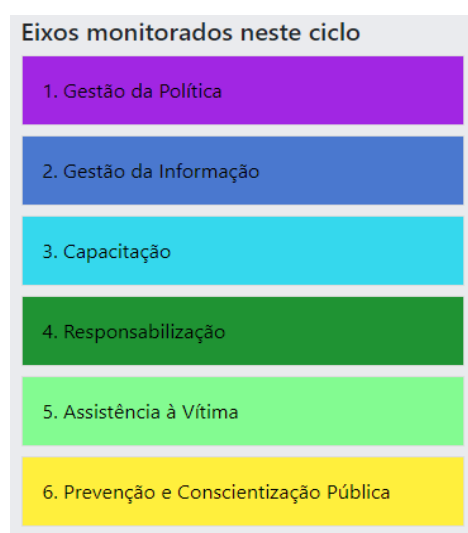 Eixos monitorados neste ciclo
1. Gestão da Política
2. Gestão da Informação
3. Capacitação
4. Responsabilização
5. Assistência à Vítima
6. Prevenção e Conscientização Pública